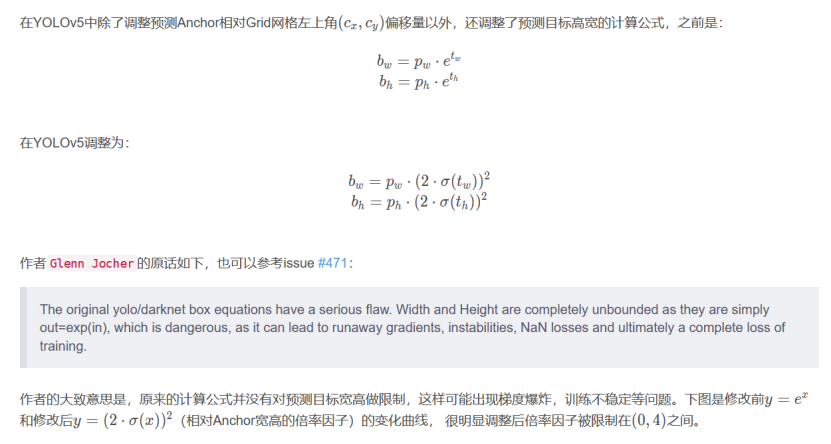 在YOLOv5中除了调整预测Anchor相对Grid网格左上角(cₓ, c_y)偏移量以外，还调整了预测目标高宽的计算公式，之前是：
b_w = p_w · e^{t_w}
b_h = p_h · e^{t_h}
在YOLOv5调整为：
b_w = p_w · (2 · σ(t_w))²
b_h = p_h · (2 · σ(t_h))²
作者 Glenn Jocher 的原话如下，也可以参考issue #471：
The original yolo/darknet box equations have a serious flaw. Width and Height are completely unbounded as they are simply
out=exp(in), which is dangerous, as it can lead to runaway gradients, instabilities, NaN losses and ultimately a complete loss of
training.
作者的大致意思是，原来的计算公式并没有对预测目标宽高做限制，这样可能出现梯度爆炸，训练不稳定等问题。下图是修改前y = eˣ
和修改后y = (2 · σ(x))²（相对Anchor宽高的倍率因子）的变化曲线， 很明显调整后倍率因子被限制在(0, 4)之间。